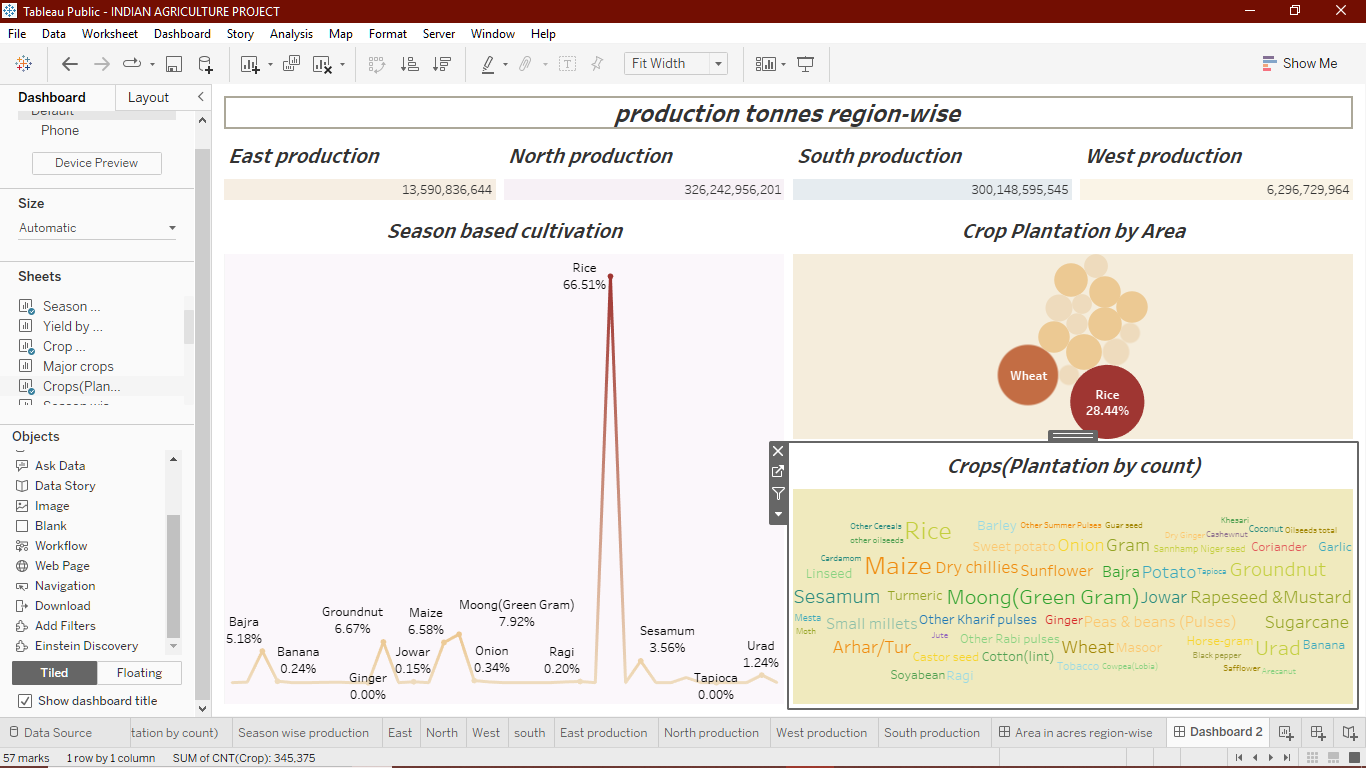 Tableau Public - INDIAN AGRICULTURE PROJECT
File Data Worksheet Dashboard Story Analysis Map Format Server Window Help
Fit Width
Show Me
Dashboard Layout
Default
Phone
Device Preview
Size
Automatic
Sheets
Season ...
Yield by ...
Crop ...
Major crops
Crops(Plan...
Objects
Ask Data
Data Story
Image
Blank
Workflow
Web Page
Navigation
Download
Add Filters
Einstein Discovery
Tiled Floating
Show dashboard title
production tonnes region-wise
East production North production South production West production
13,590,836,644 326,242,956,201 300,148,595,545 6,296,729,964
Season based cultivation
Rice
66.51%
Bajra
5.18%
Banana
0.24%
Groundnut
6.67%
Ginger
0.00%
Jowar
0.15%
Maize
6.58%
Moong(Green Gram)
7.92%
Onion
0.34%
Ragi
0.20%
Sesamum
3.56%
Tapioca
0.00%
Urad
1.24%
Crop Plantation by Area
Wheat
Rice
28.44%
Crops(Plantation by count)
Khesari
Other Cereals Rice Barley Other Summer Pulses Guar seed Coconut Oilseeds total
other oilseeds Dry Ginger Cashewnut
Sweet potato Onion Gram Sannhamp Niger seed Coriander Garlic
Cardamom
Linseed Maize Dry chillies Sunflower Bajra Potato Tapioca Groundnut
Sesamum Turmeric Moong(Green Gram) Jowar Rapeseed &Mustard
Mesta Small millets Other Kharif pulses Ginger Peas & beans (Pulses) Sugarcane
Moth Jute Other Rabi pulses Horse-gram
Arhar/Tur Wheat Masoor Urad Banana
Castor seed Cotton(lint) Black pepper
Tobacco Cowpea(Lobia) Safflower Arecanut
Soyabean Ragi
Data Source tation by count) Season wise production East North West south East production North production West production South production Area in acres region-wise Dashboard 2
57 marks 1 row by 1 column SUM of CNT(Crop): 345,375